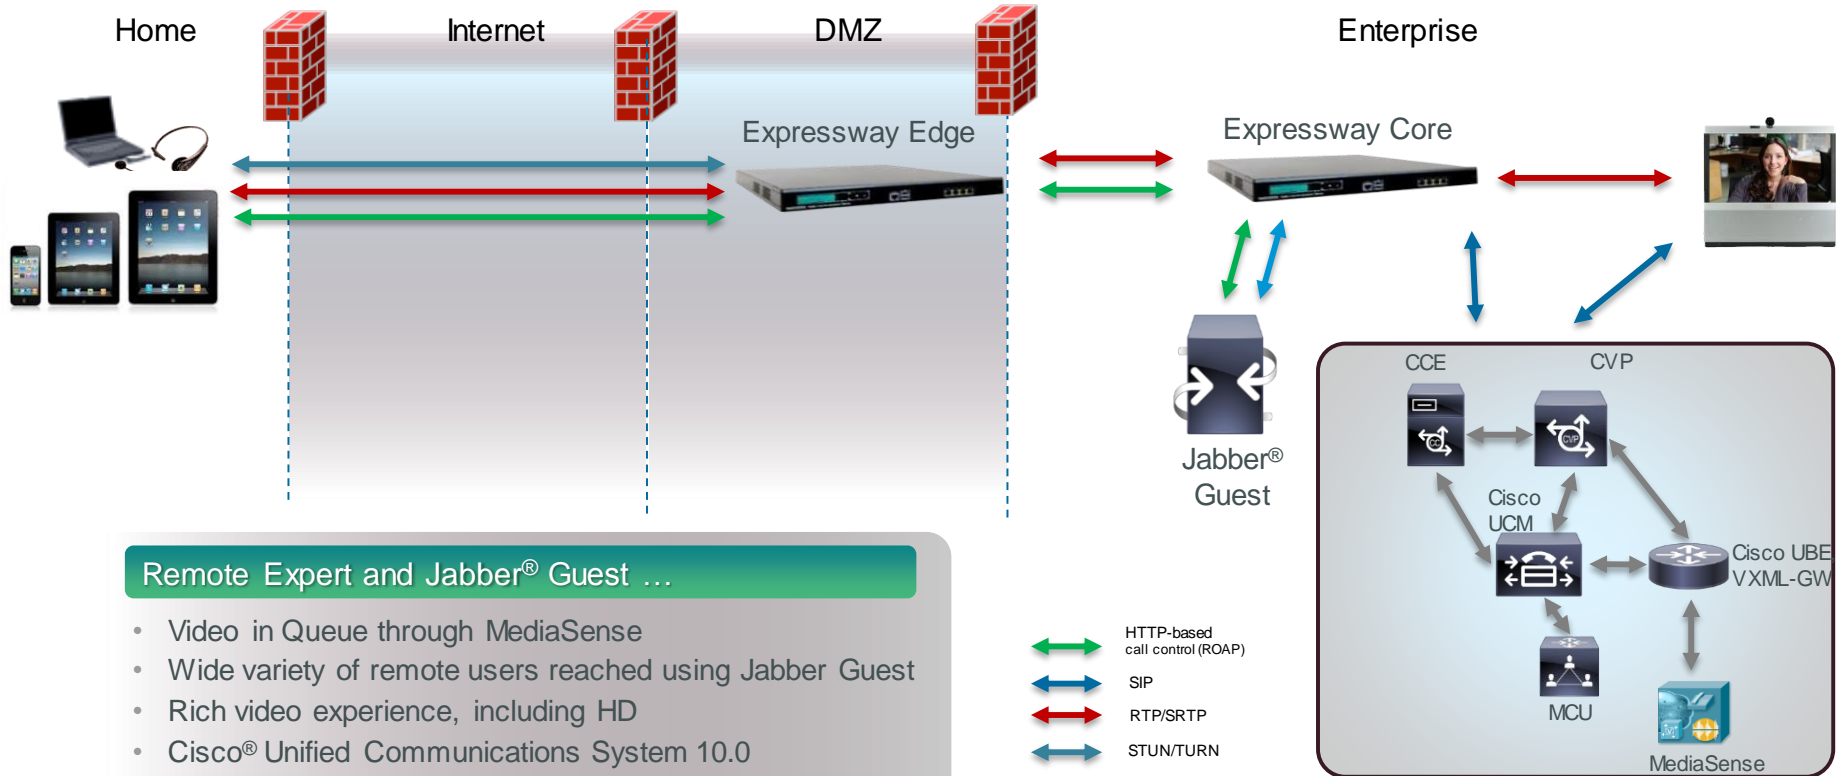 Home
Internet
DMZ
Enterprise
Expressway Edge
Expressway Core
Jabber®
Guest
CCE
CVP
CC
CVP
Cisco
UCM
Cisco UBE
VXML-GW
MCU
MediaSense
Remote Expert and Jabber® Guest …
• Video in Queue through MediaSense
• Wide variety of remote users reached using Jabber Guest
• Rich video experience, including HD
• Cisco® Unified Communications System 10.0
HTTP-based
call control (ROAP)
SIP
RTP/SRTP
STUN/TURN